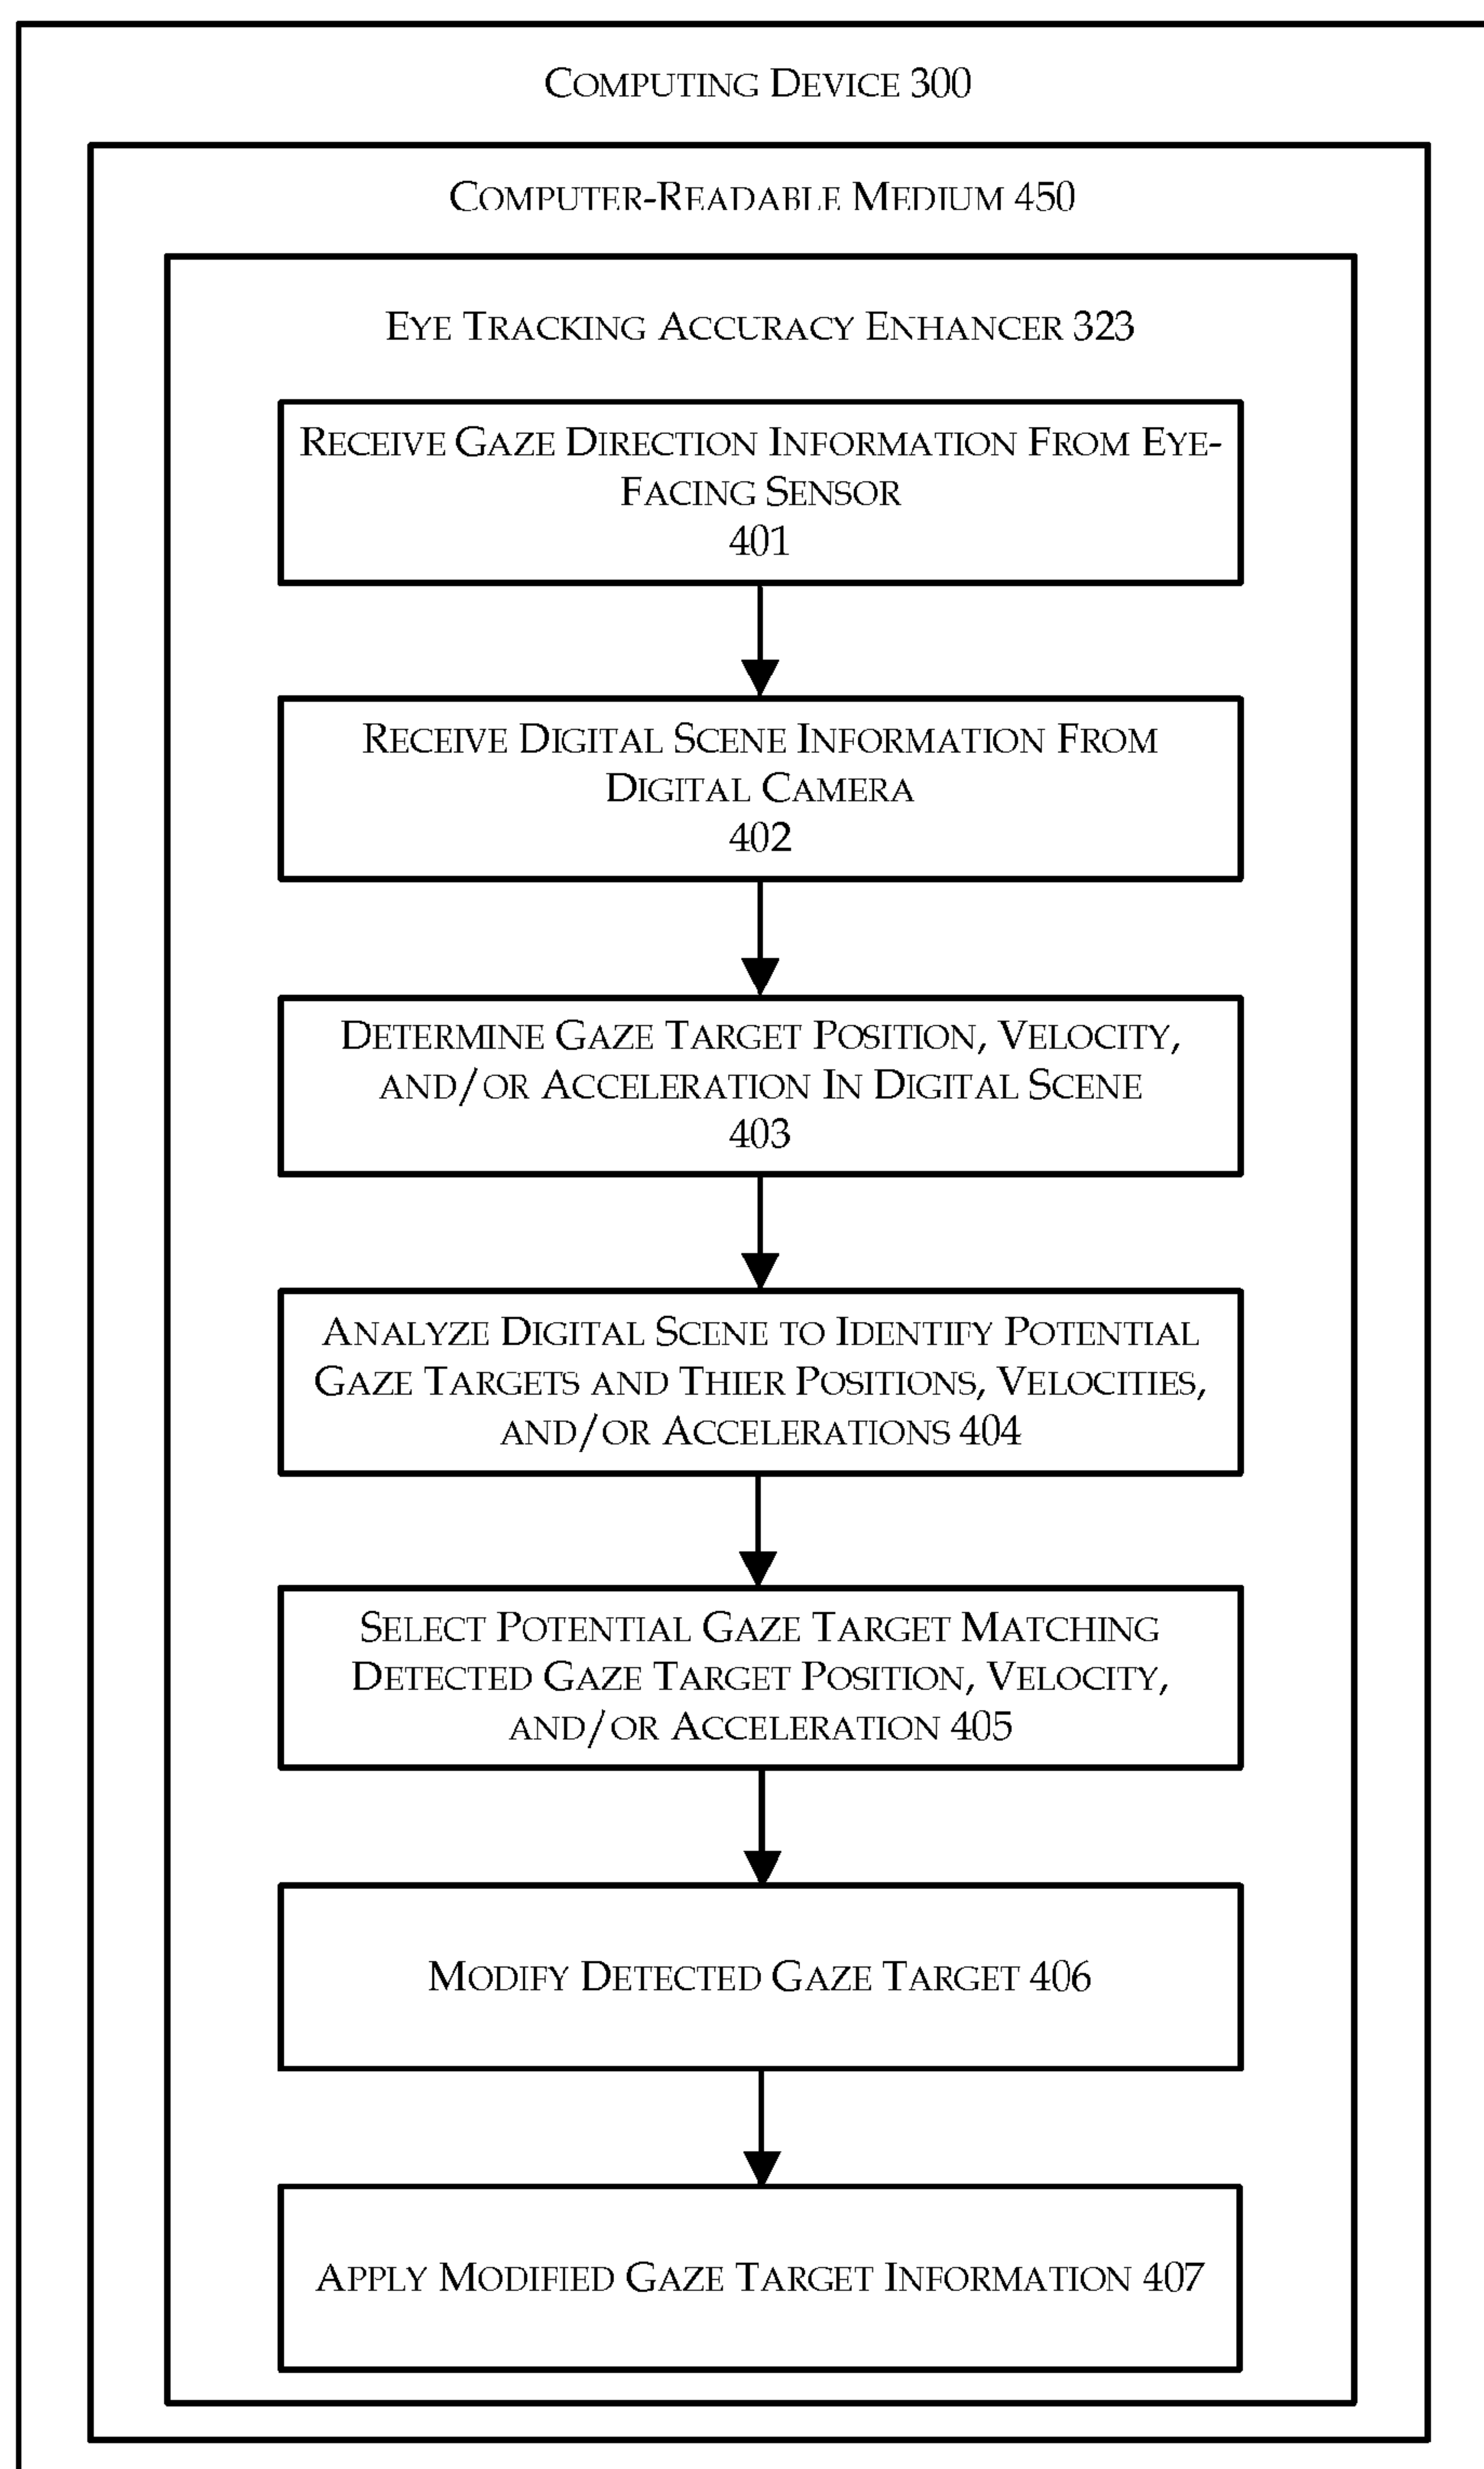 Computing Device 300
Computer-Readable Medium 450
Eye Tracking Accuracy Enhancer 323
Receive Gaze Direction Information From Eye-
Facing Sensor
401
Receive Digital Scene Information From
Digital Camera
402
Determine Gaze Target Position, Velocity,
and/or Acceleration In Digital Scene
403
Analyze Digital Scene to Identify Potential
Gaze Targets and Thier Positions, Velocities,
and/or Accelerations 404
Select Potential Gaze Target Matching
Detected Gaze Target Position, Velocity,
and/or Acceleration 405
Modify Detected Gaze Target 406
Apply Modified Gaze Target Information 407